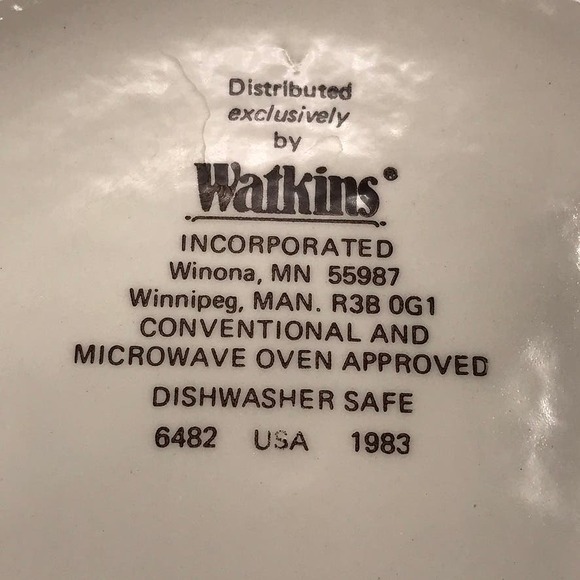 Distributed
exclusively
by
Watkins®
INCORPORATED
Winona, MN 55987
Winnipeg, MAN. R3B 0G1
CONVENTIONAL AND
MICROWAVE OVEN APPROVED
DISHWASHER SAFE
6482 USA 1983